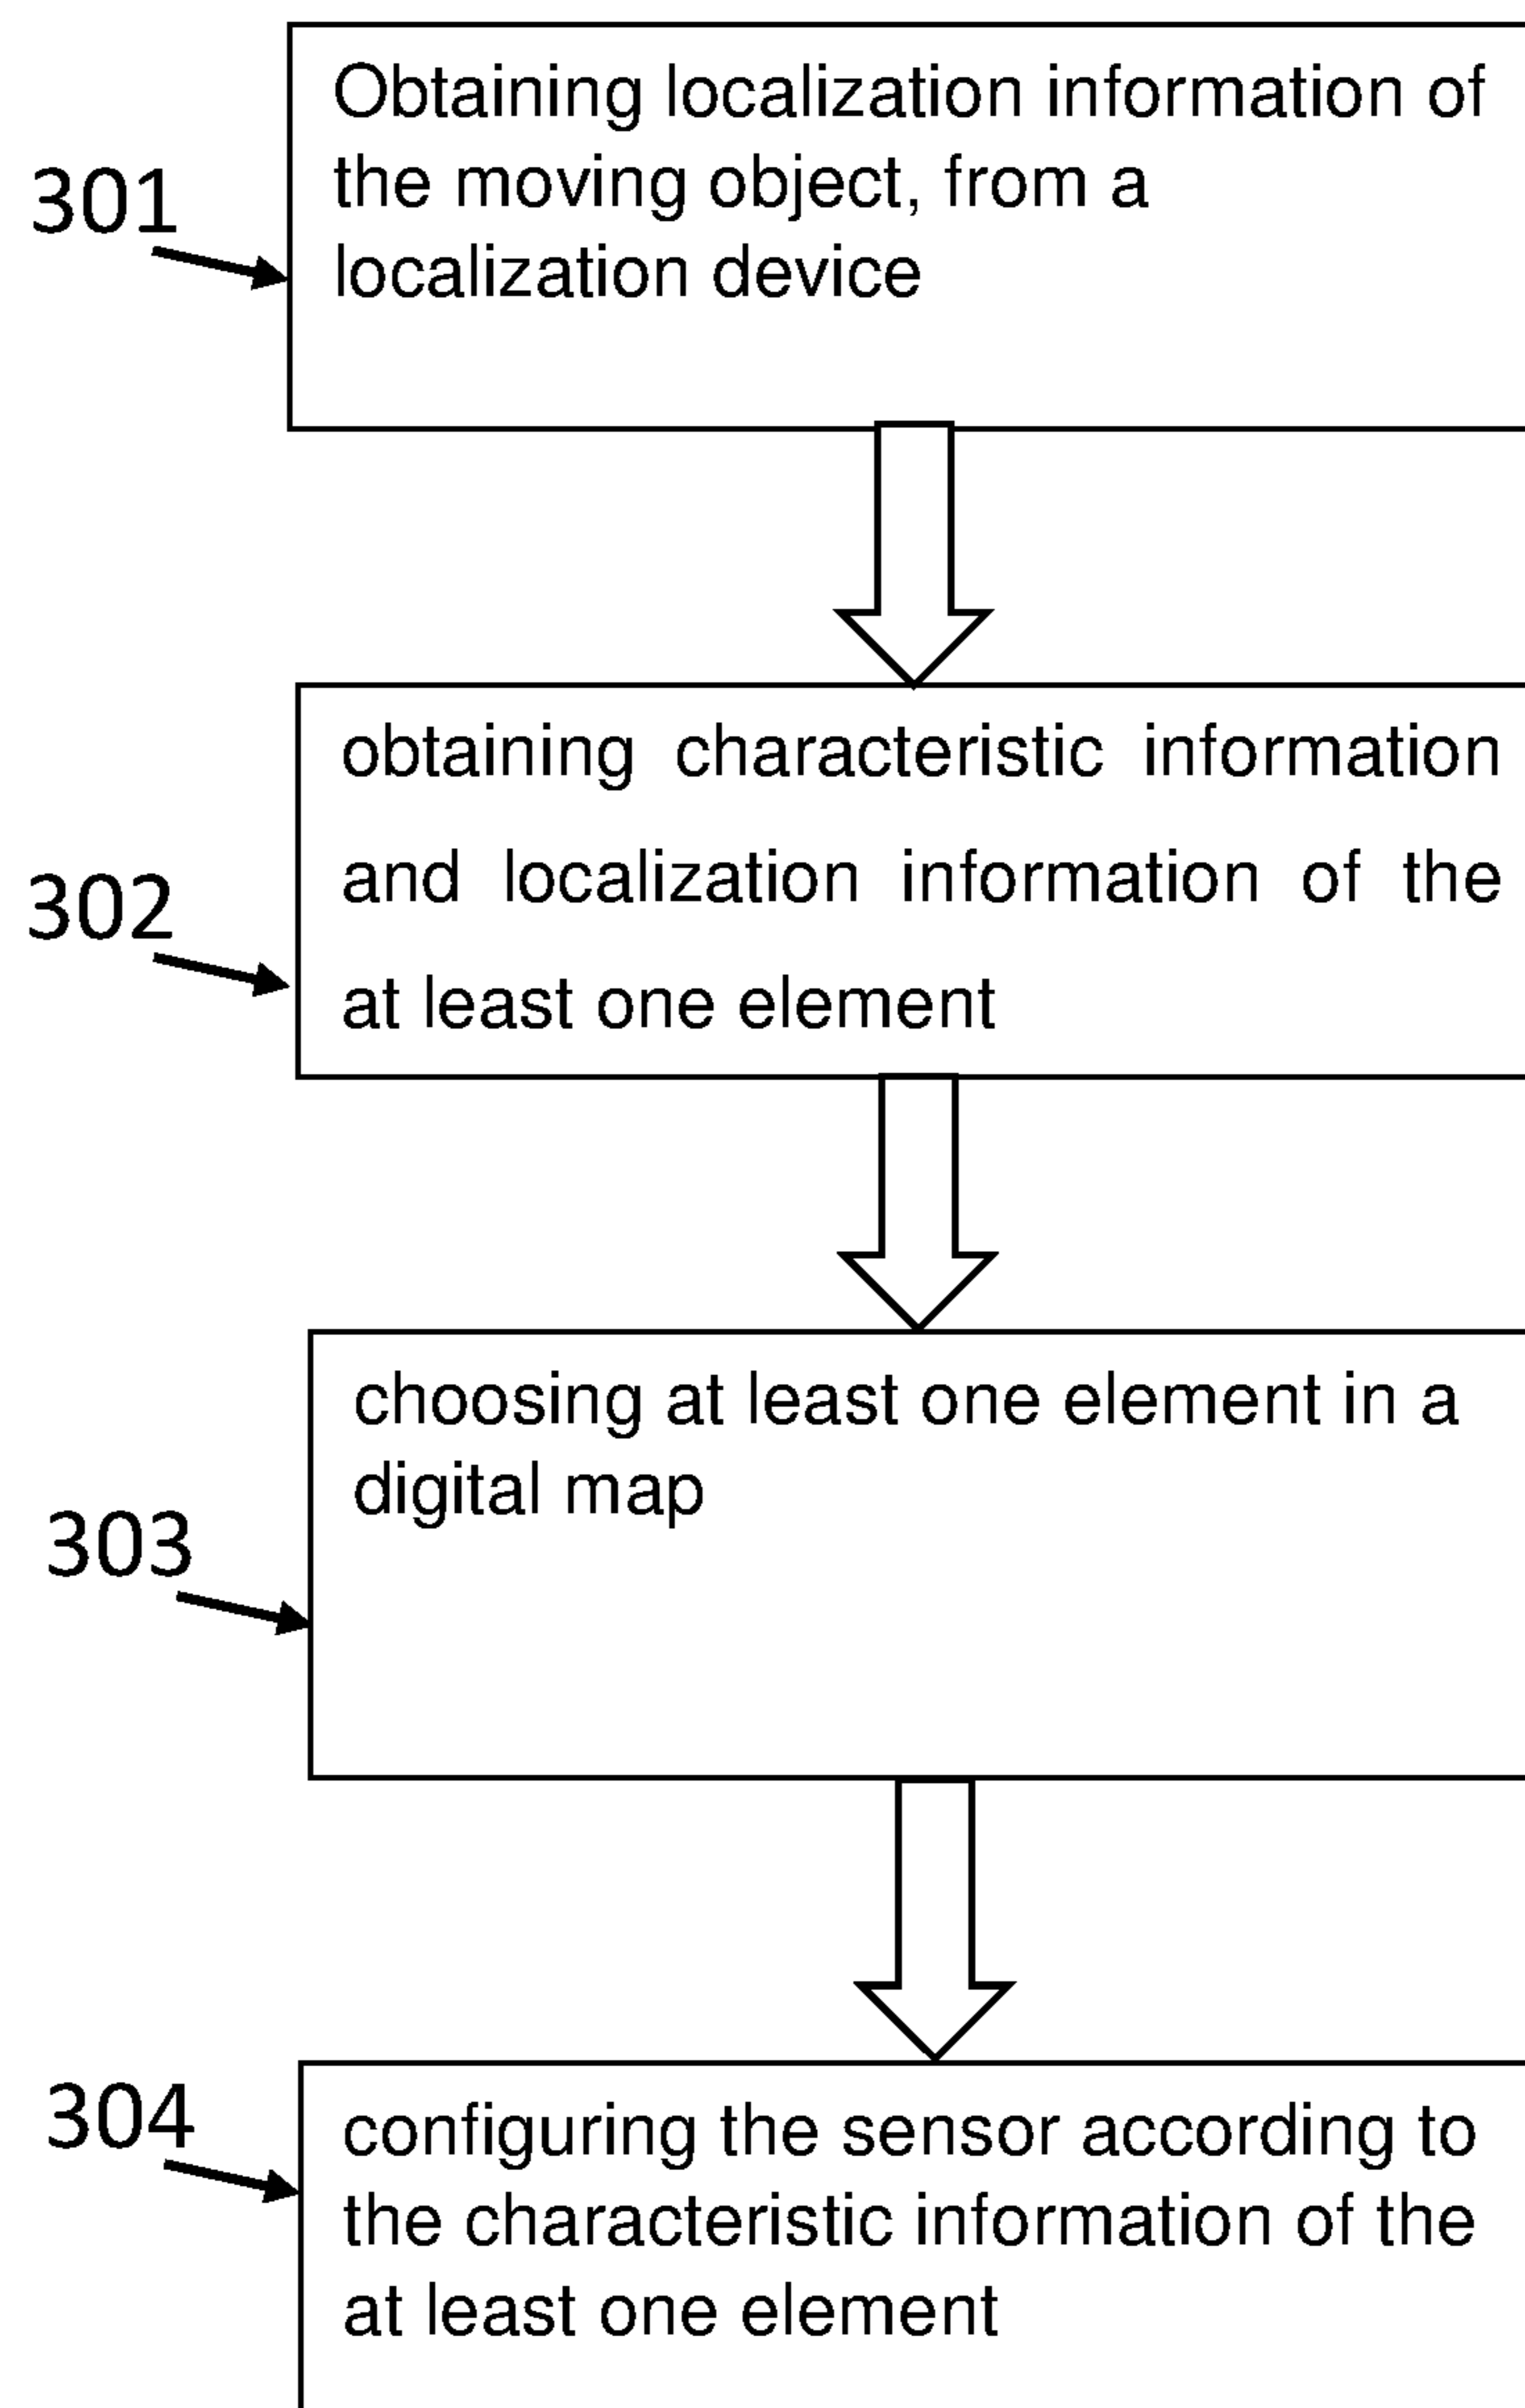 Obtaining localization information of
the moving object, from a
localization device
301
obtaining characteristic information
and localization information of the
at least one element
302
choosing at least one element in a
digital map
303
304
configuring the sensor according to
the characteristic information of the
at least one element